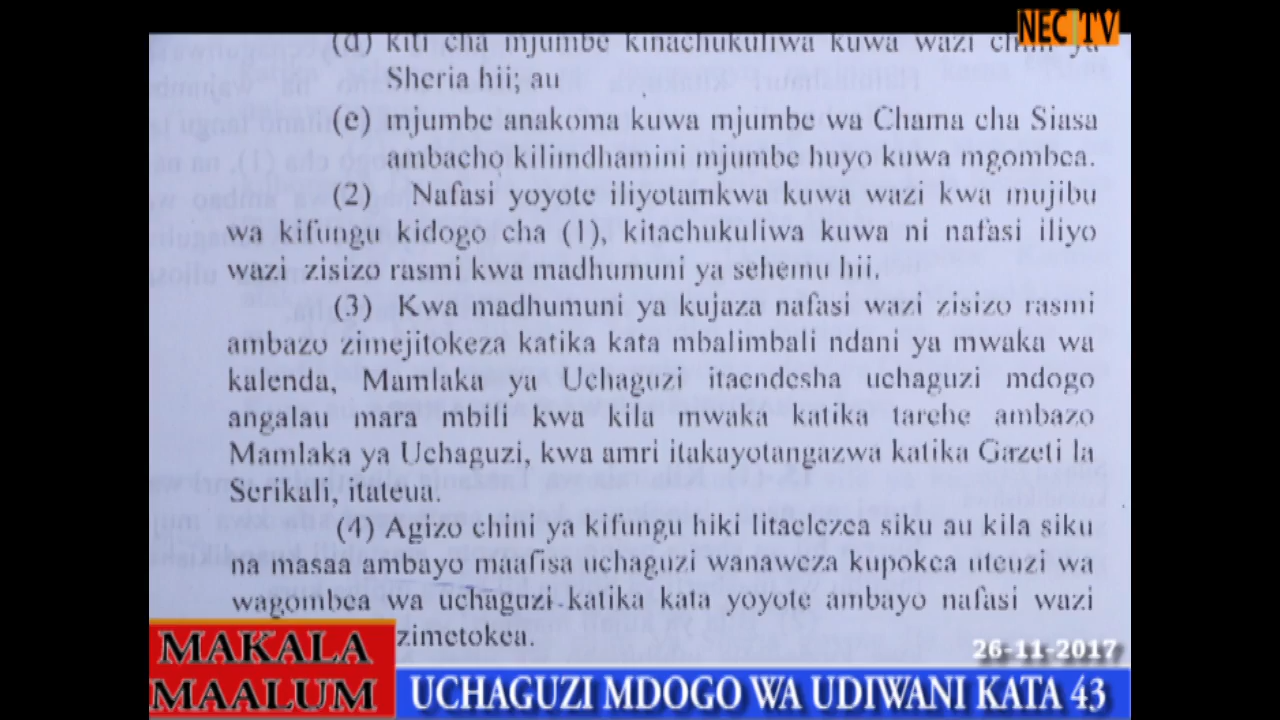 NEC TV
(d) kiti cha mjumbe kinachukuliwa kuwa wazi chini ya
Sheria hii; au
(e) mjumbe anakoma kuwa mjumbe wa Chama cha Siasa
ambacho kilimdhamini mjumbe huyo kuwa mgombea.
(2) Nafasi yoyote iliyotamkwa kuwa wazi kwa mujibu
wa kifungu kidogo cha (1), kitachukuliwa kuwa ni nafasi iliyo
wazi zisizo rasmi kwa madhumuni ya sehemu hii.
(3) Kwa madhumuni ya kujaza nafasi wazi zisizo rasmi
ambazo zimejitokeza katika kata mbalimbali ndani ya mwaka wa
kalenda, Mamlaka ya Uchaguzi itaendesha uchaguzi mdogo
angalau mara mbili kwa kila mwaka katika tarehe ambazo
Mamlaka ya Uchaguzi, kwa amri itakayotangazwa katika Gazeti la
Serikali, itateua.
(4) Agizo chini ya kifungu hiki litaelezea siku au kila siku
na masaa ambayo maafisa uchaguzi wanaweza kupokea uteuzi wa
wagombea wa uchaguzi katika kata yoyote ambayo nafasi wazi
zimetokea.
26-11-2017
MAKALA
MAALUM
UCHAGUZI MDOGO WA UDIWANI KATA 43